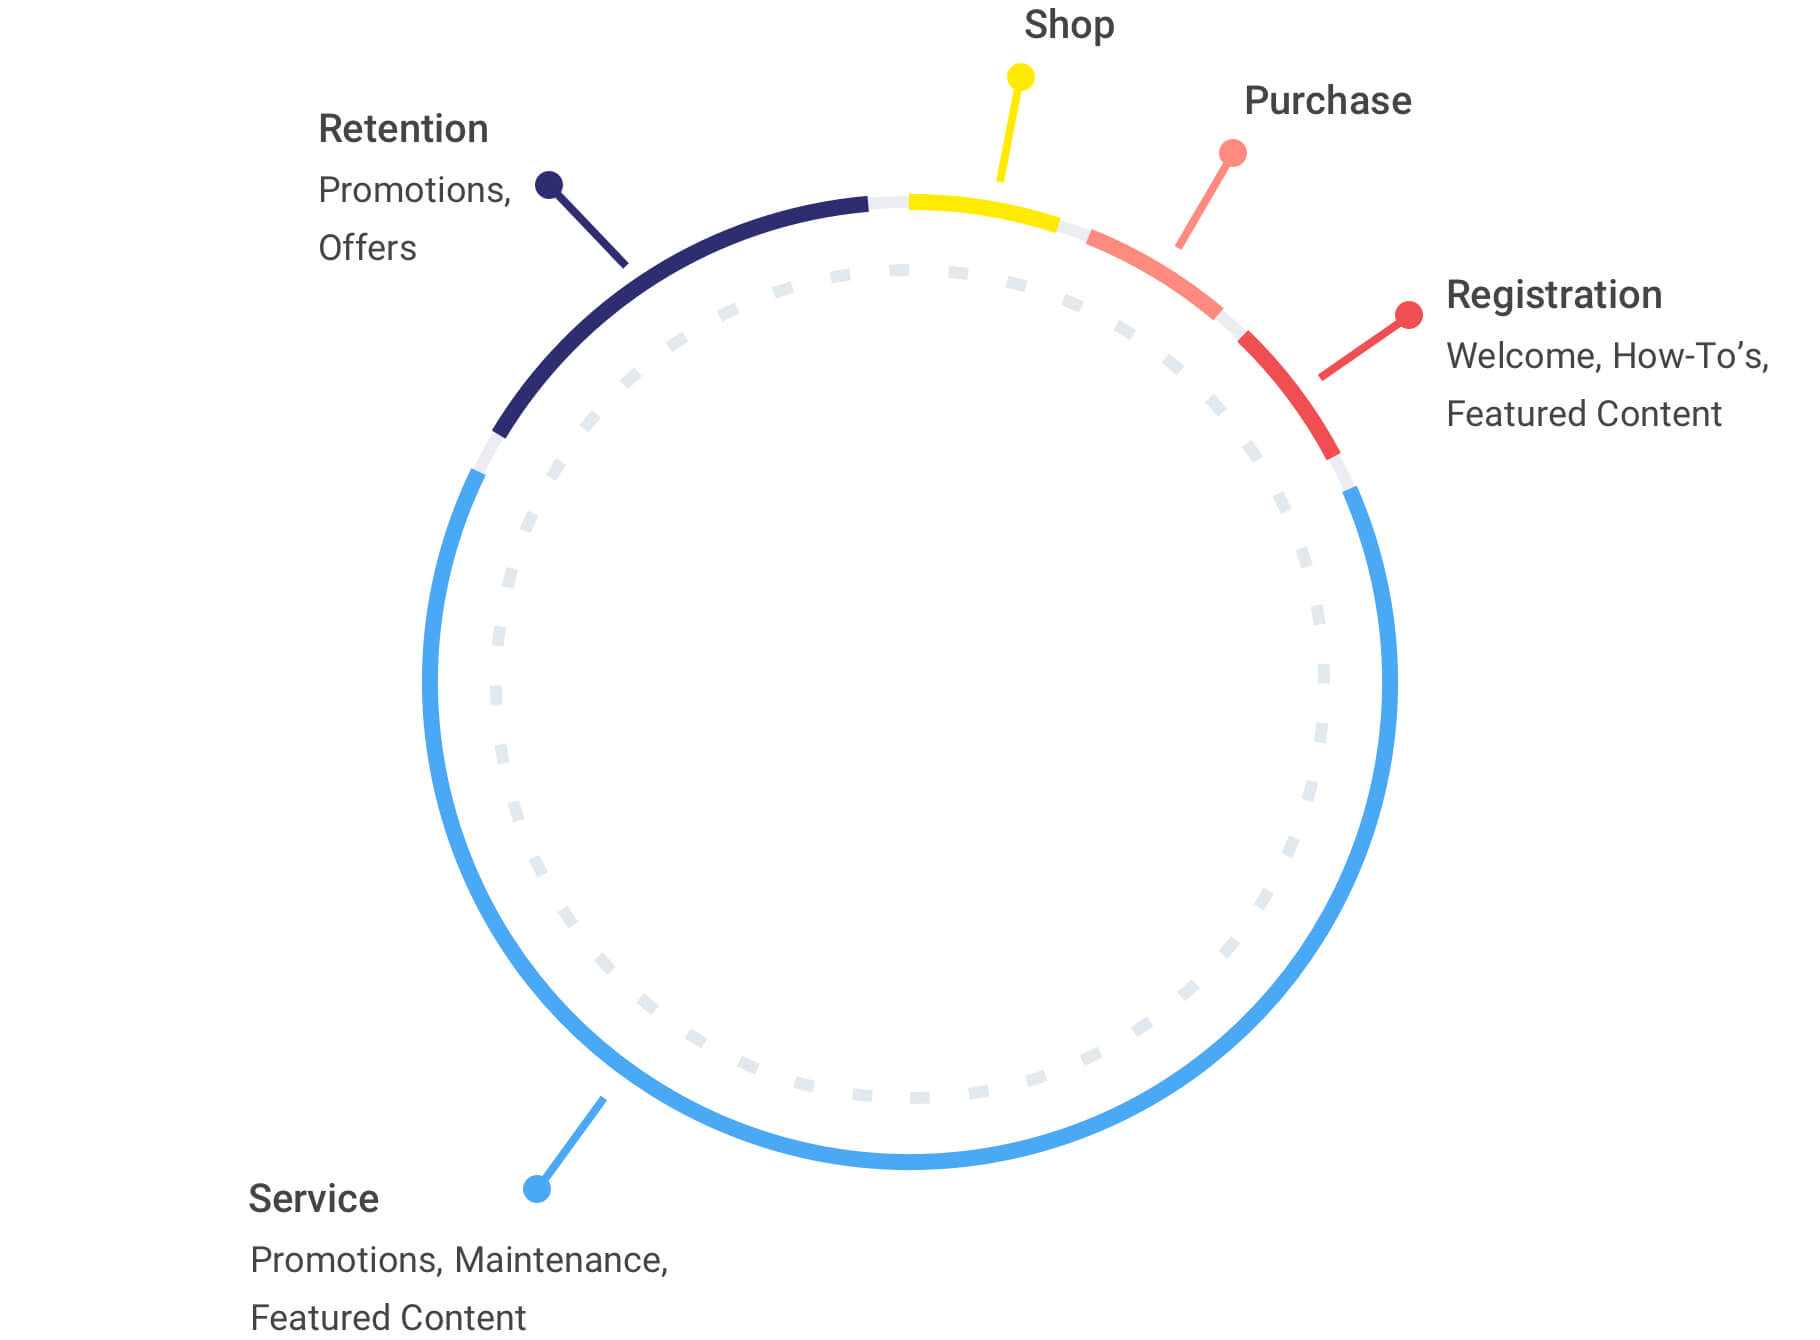 Shop
Purchase
Retention
Promotions,
Offers
Registration
Welcome, How-To’s,
Featured Content
Service
Promotions, Maintenance,
Featured Content